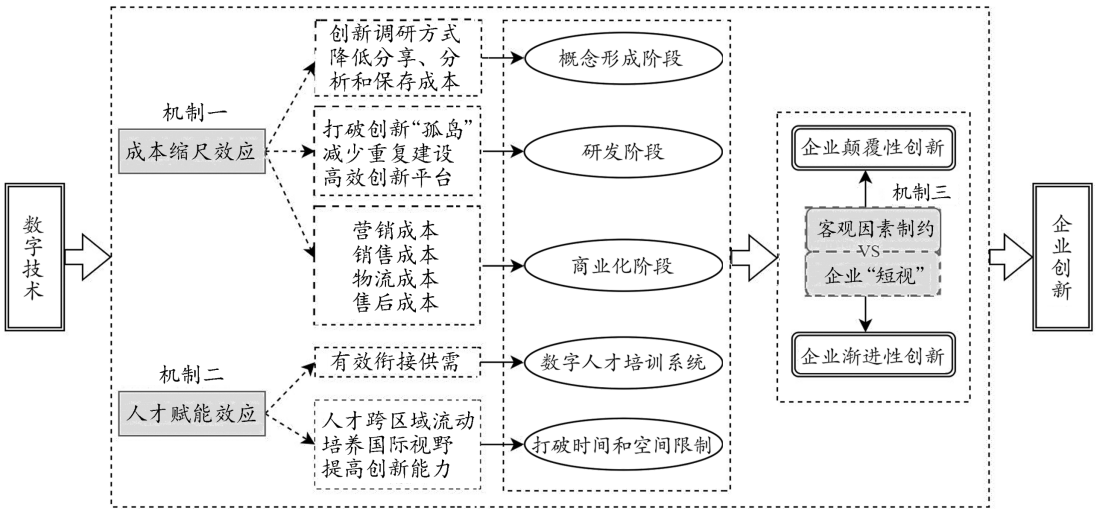 数字技术
机制一
成本缩尺效应
机制二
人才赋能效应
创新调研方式
降低分享、分
析和保存成本
打破创新“孤岛”
减少重复建设
高效创新平台
营销成本
销售成本
物流成本
售后成本
有效衔接供需
人才跨区域流动
培养国际视野
提高创新能力
概念形成阶段
研发阶段
商业化阶段
数字人才培训系统
打破时间和空间限制
企业颠覆性创新
机制三
客观因素制约
VS
企业“短视”
企业渐进性创新
企业创新